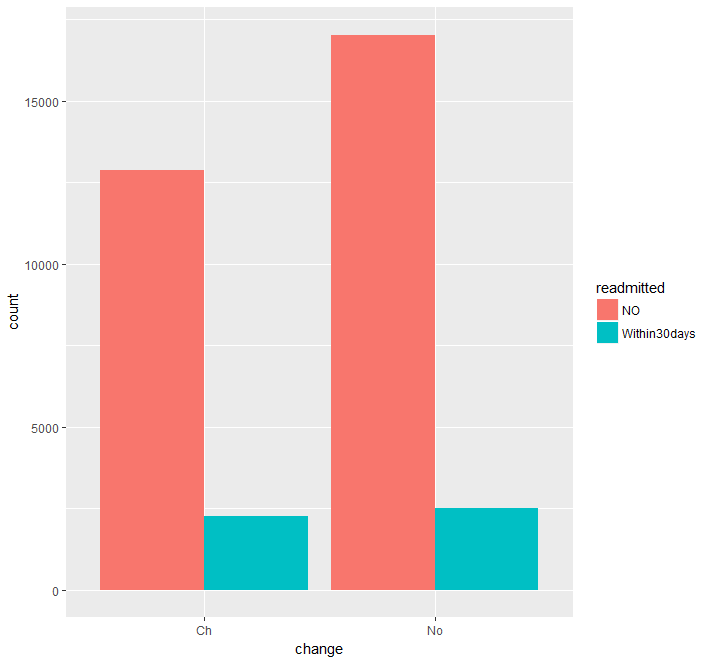 15000
10000
5000
0
count
Ch
No
change
readmitted
NO
Within30days